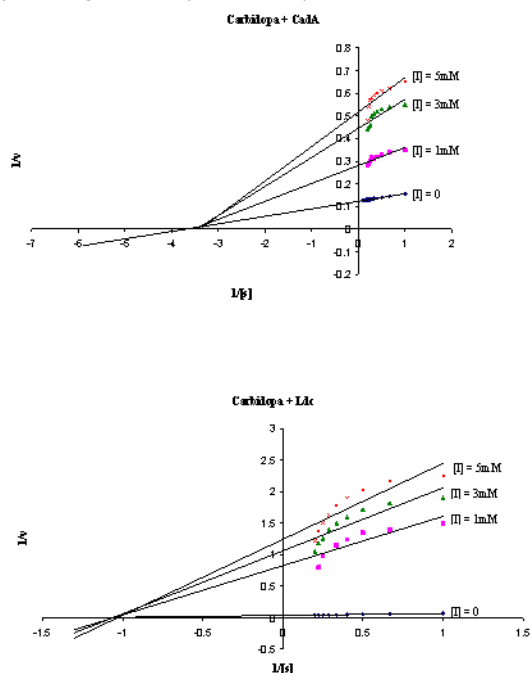 Carbidopa + CadA
0.8
0.7
[I] = 5mM
0.6
[I] = 3mM
0.5
0.4
[I] = 1mM
0.3
1/v
0.2
[I] = 0
0.1
0
-7 -6 -5 -4 -3 -2 -1 0 1 2
-0.1
-0.2
1/[s]
Carbidopa + Ldc
3
2.5
[I] = 5mM
2
[I] = 3mM
1.5
[I] = 1mM
1/v
1
0.5
[I] = 0
0
-1.5 -1 -0.5 0 0.5 1 1.5
-0.5
1/[s]